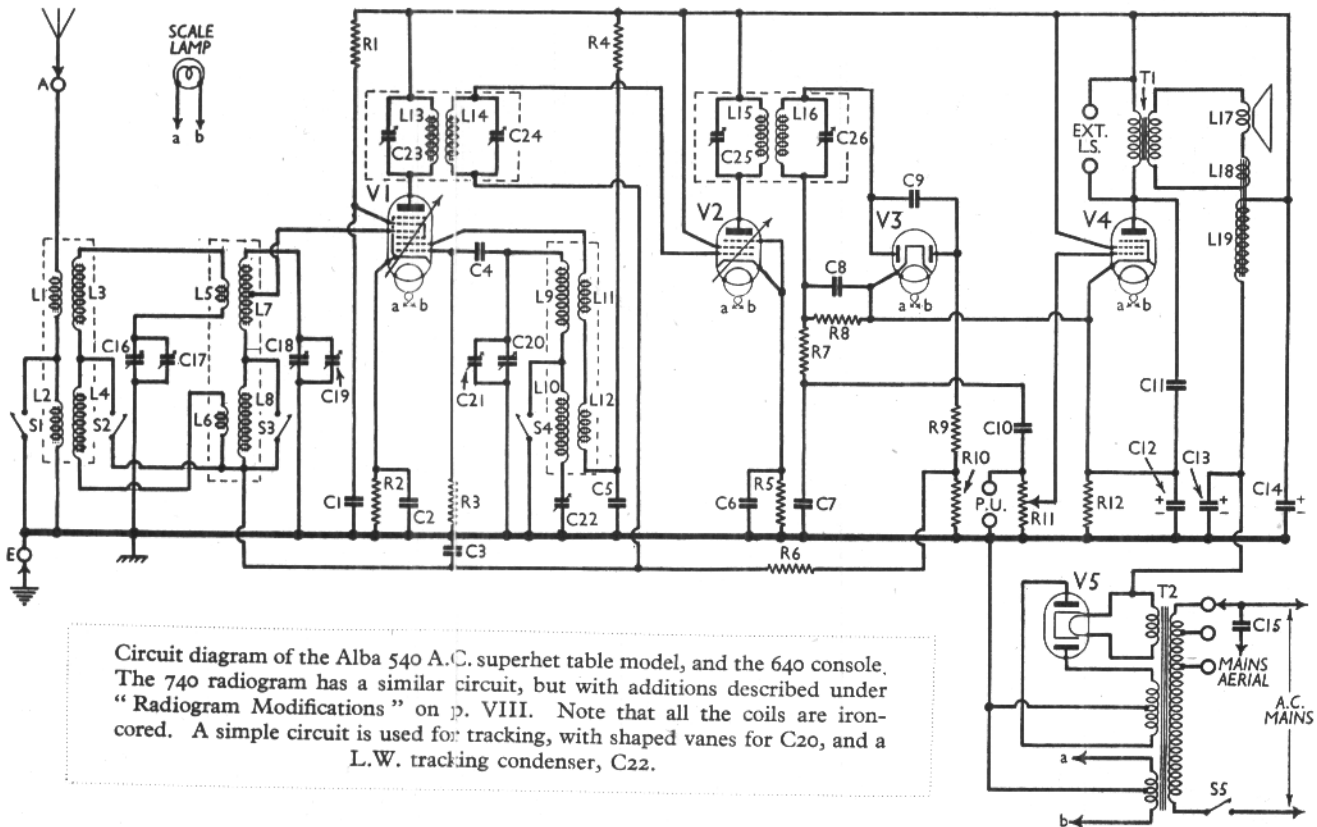 SCALE
LAMP
a b
A
R1
R4
L13
L14
C23
C24
V1
a b
L15
L16
C25
C26
V2
a b
C9
V3
a b
C8
R8
R7
EXT.
L.S.
T1
L17
L18
V4
L19
a b
L1
L3
L5
L7
C16
C17
C18
C19
L2
L4
L6
L8
S1
S2
S3
C4
L9
L11
C20
C21
L10
L12
S4
C11
R9
C10
R10
C12
C13
C14
+ + +
- - -
C1
R2
C2
R3
C22
C5
C6
R5
C7
P.U.
R11
R12
E
C3
R6
V5
T2
C15
MAINS
AERIAL
A.C.
MAINS
a
b
S5
Circuit diagram of the Alba 540 A.C. superhet table model, and the 640 console.
The 740 radiogram has a similar circuit, but with additions described under
“ Radiogram Modifications ” on p. VIII. Note that all the coils are iron-
cored. A simple circuit is used for tracking, with shaped vanes for C20, and a
L.W. tracking condenser, C22.